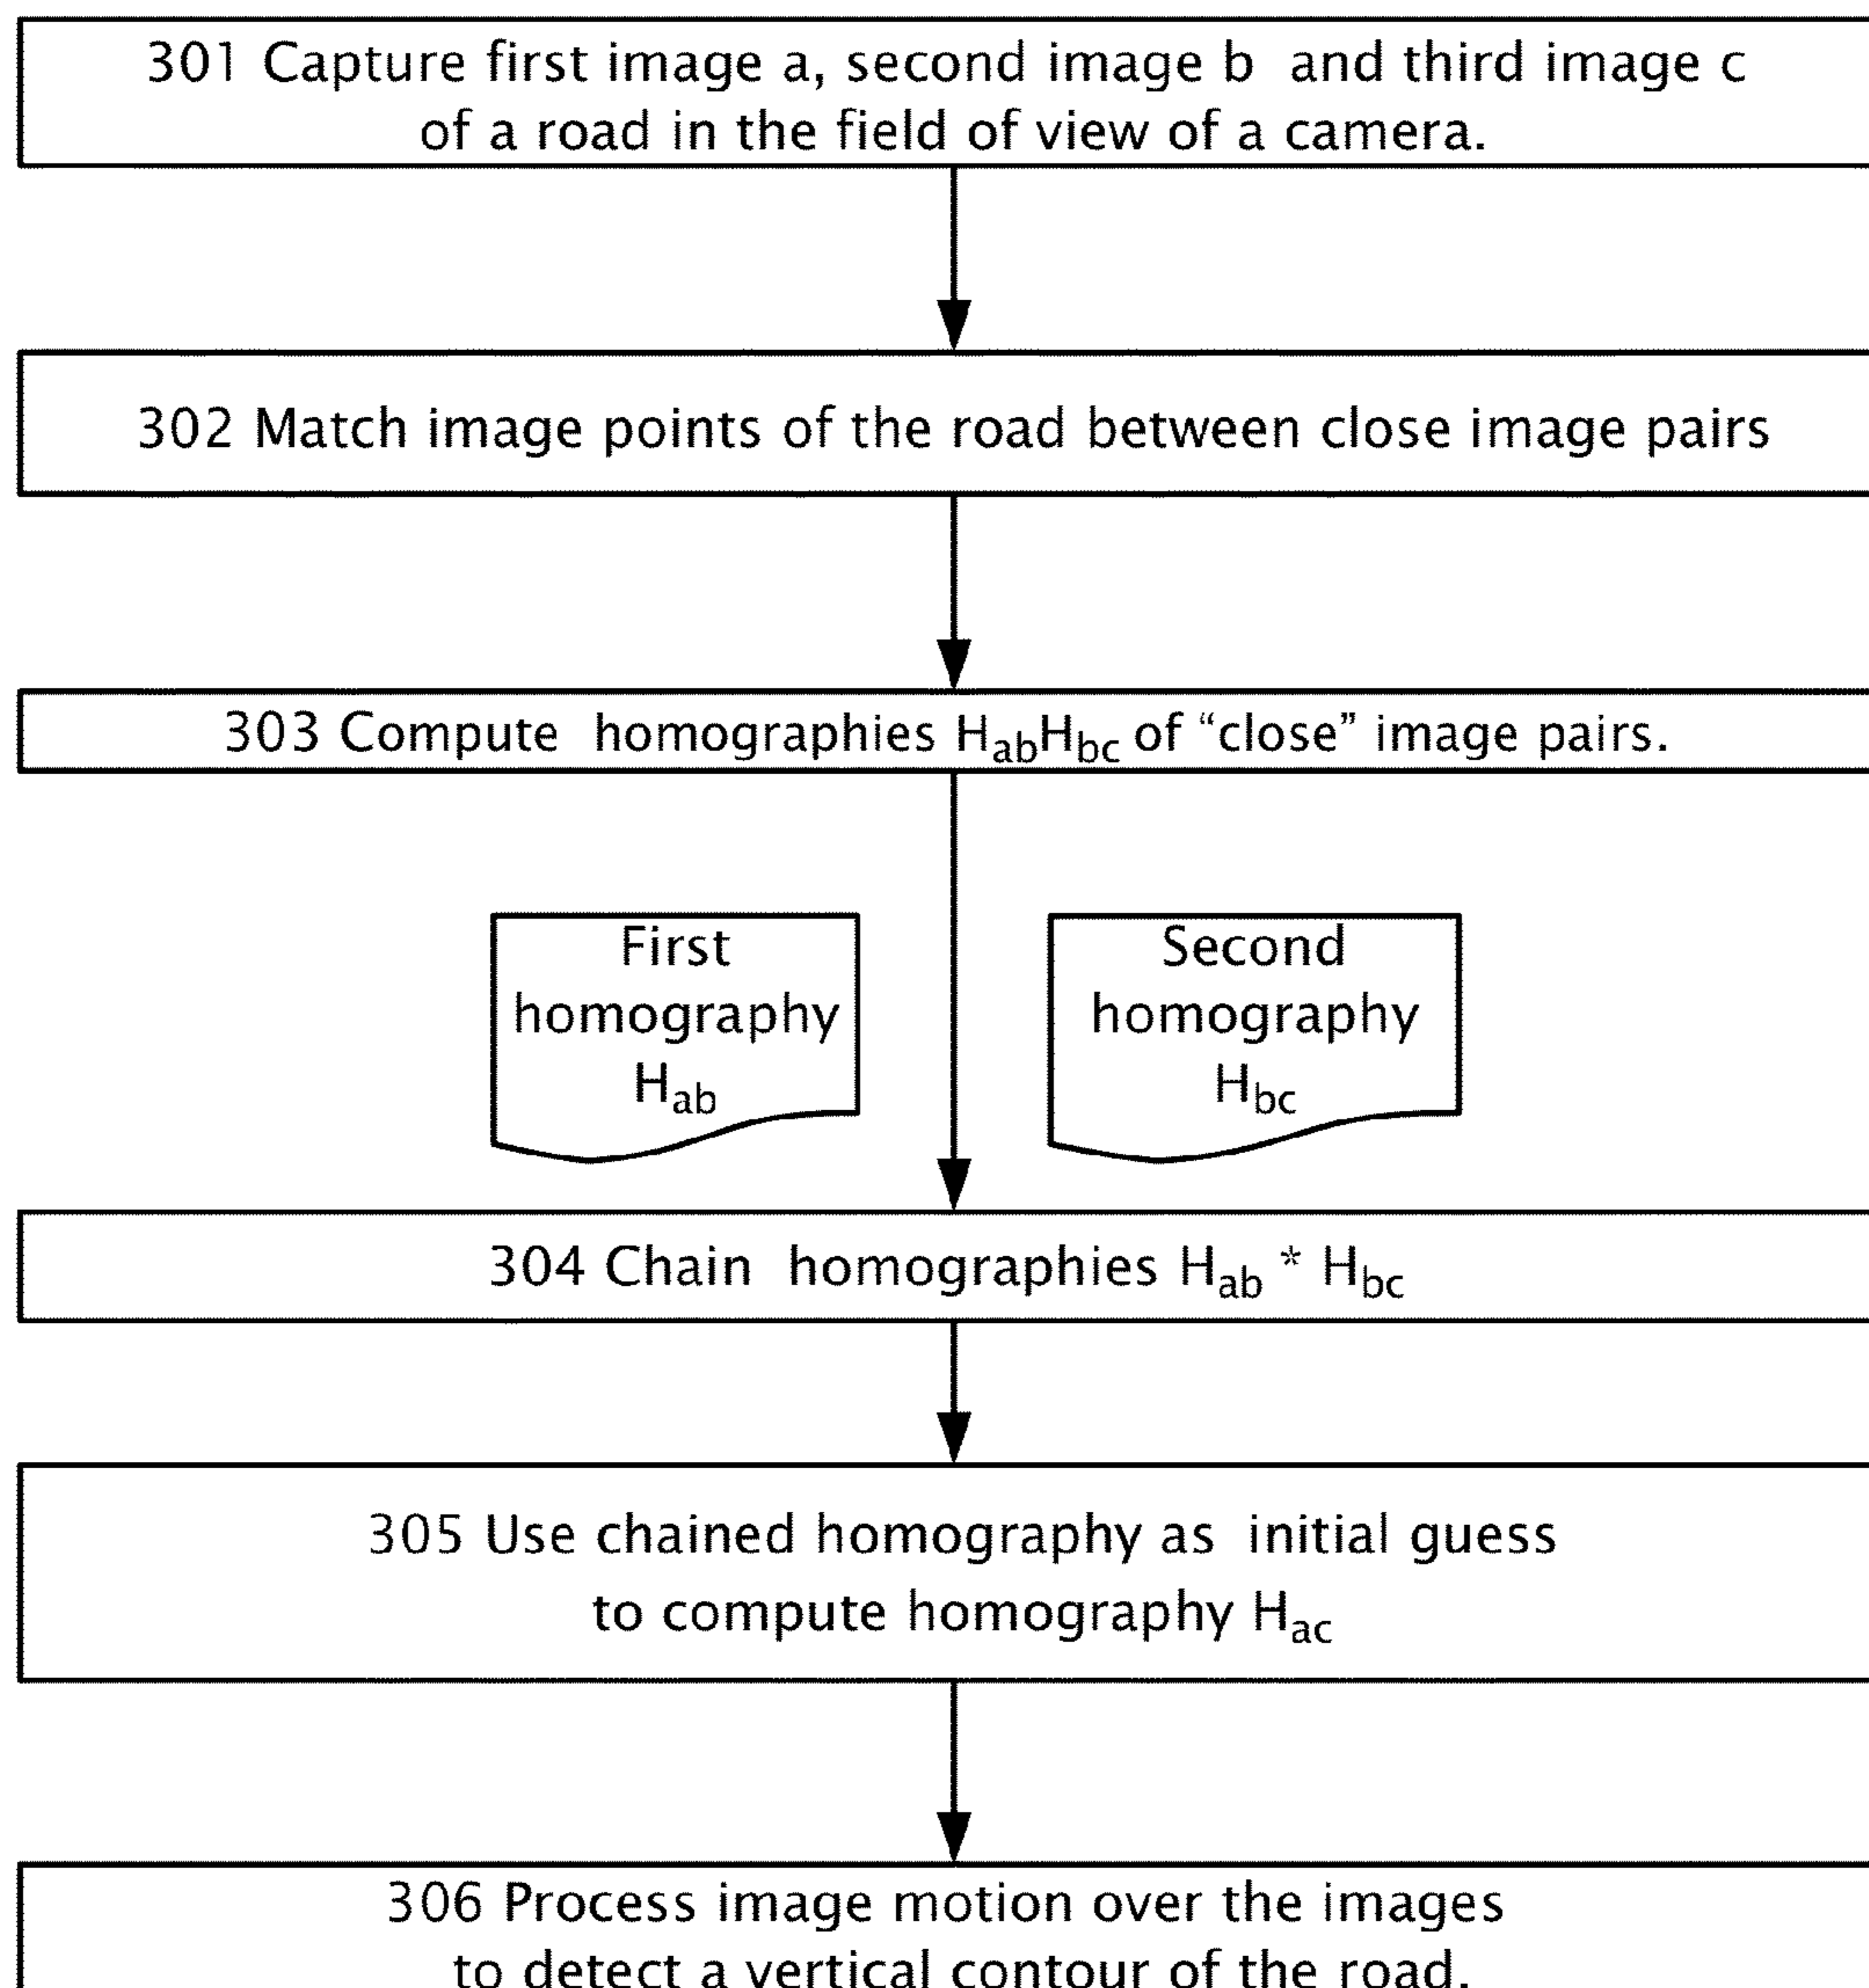 301 Capture first image a, second image b and third image c
of a road in the field of view of a camera.
302 Match image points of the road between close image pairs
303 Compute homographies HabHbc of “close” image pairs.
First
homography
Hab
Second
homography
Hbc
304 Chain homographies Hab * Hbc
305 Use chained homography as initial guess
to compute homography Hac
306 Process image motion over the images
to detect a vertical contour of the road.